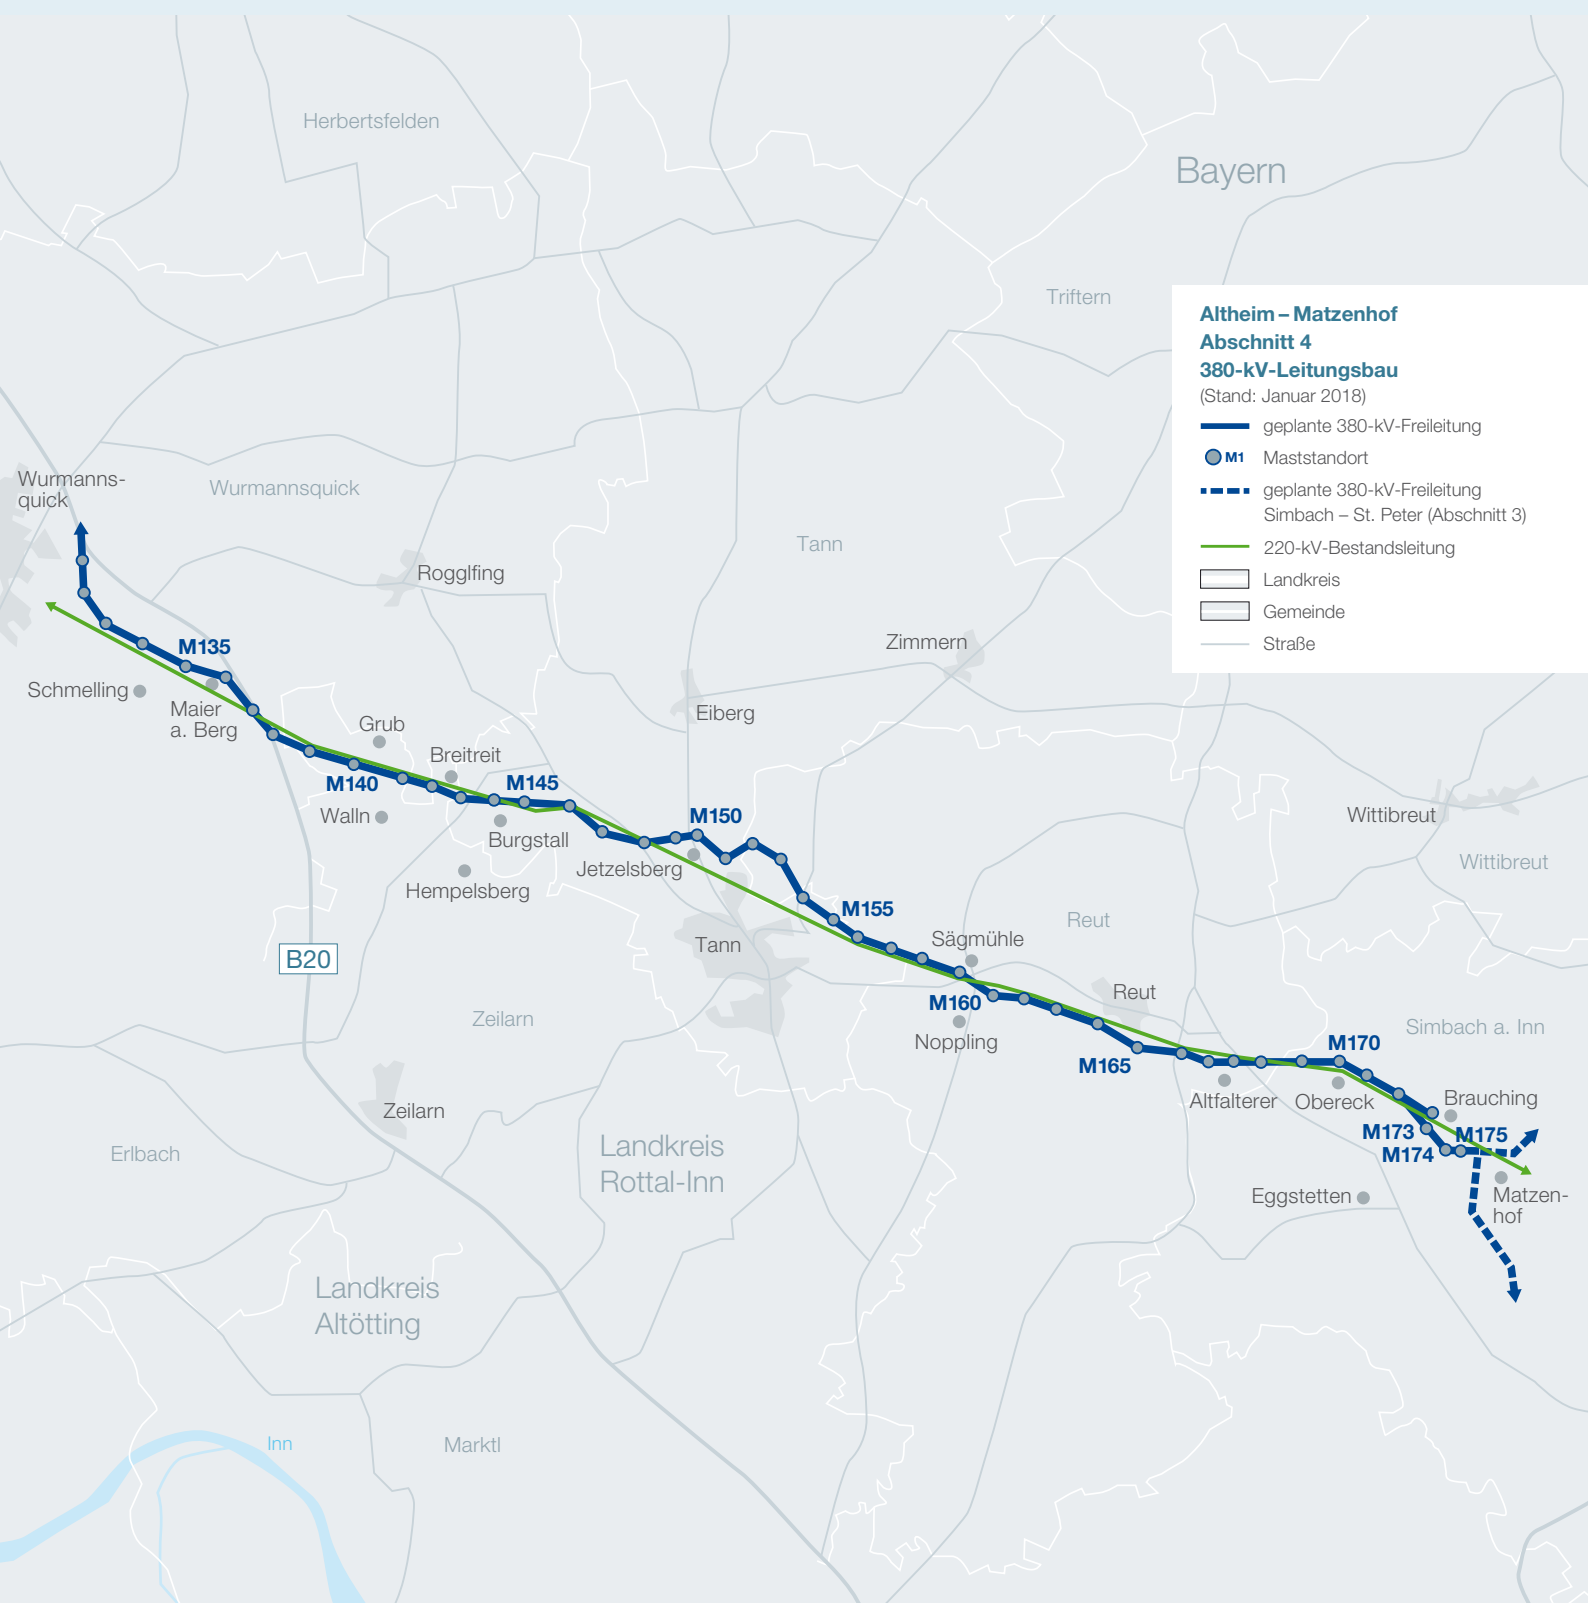 Herbertsfelden
Bayern
Triftern
Altheim – Matzenhof
Abschnitt 4
380-kV-Leitungsbau
(Stand: Januar 2018)
geplante 380-kV-Freileitung
M1 Maststandort
geplante 380-kV-Freileitung
Simbach – St. Peter (Abschnitt 3)
220-kV-Bestandsleitung
Landkreis
Gemeinde
Straße
Wurmanns-
quick
Wurmannsquick
Tann
Rogglfing
Zimmern
M135
Schmelling
Maier
a. Berg
Grub
Eiberg
Breitreit
M140
M145
Walln
M150
Wittibreut
Burgstall
Jetzelsberg
Wittibreut
Hempelsberg
M155
Reut
Tann
Sägmühle
B20
M160
Reut
Zeilarn
Noppling
Simbach a. Inn
M170
M165
Altfalterer
Obereck
Brauching
Zeilarn
M173
M175
M174
Erlbach
Landkreis
Rottal-Inn
Eggstetten
Matzen-
hof
Landkreis
Altötting
Inn
Marktl